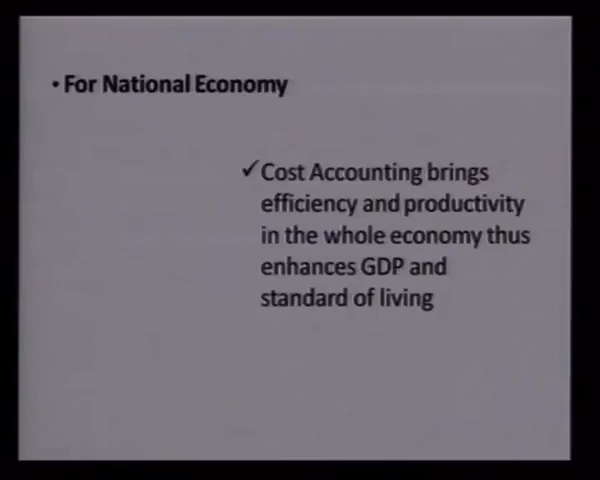 • For National Economy
✓Cost Accounting brings
efficiency and productivity
in the whole economy thus
enhances GDP and
standard of living